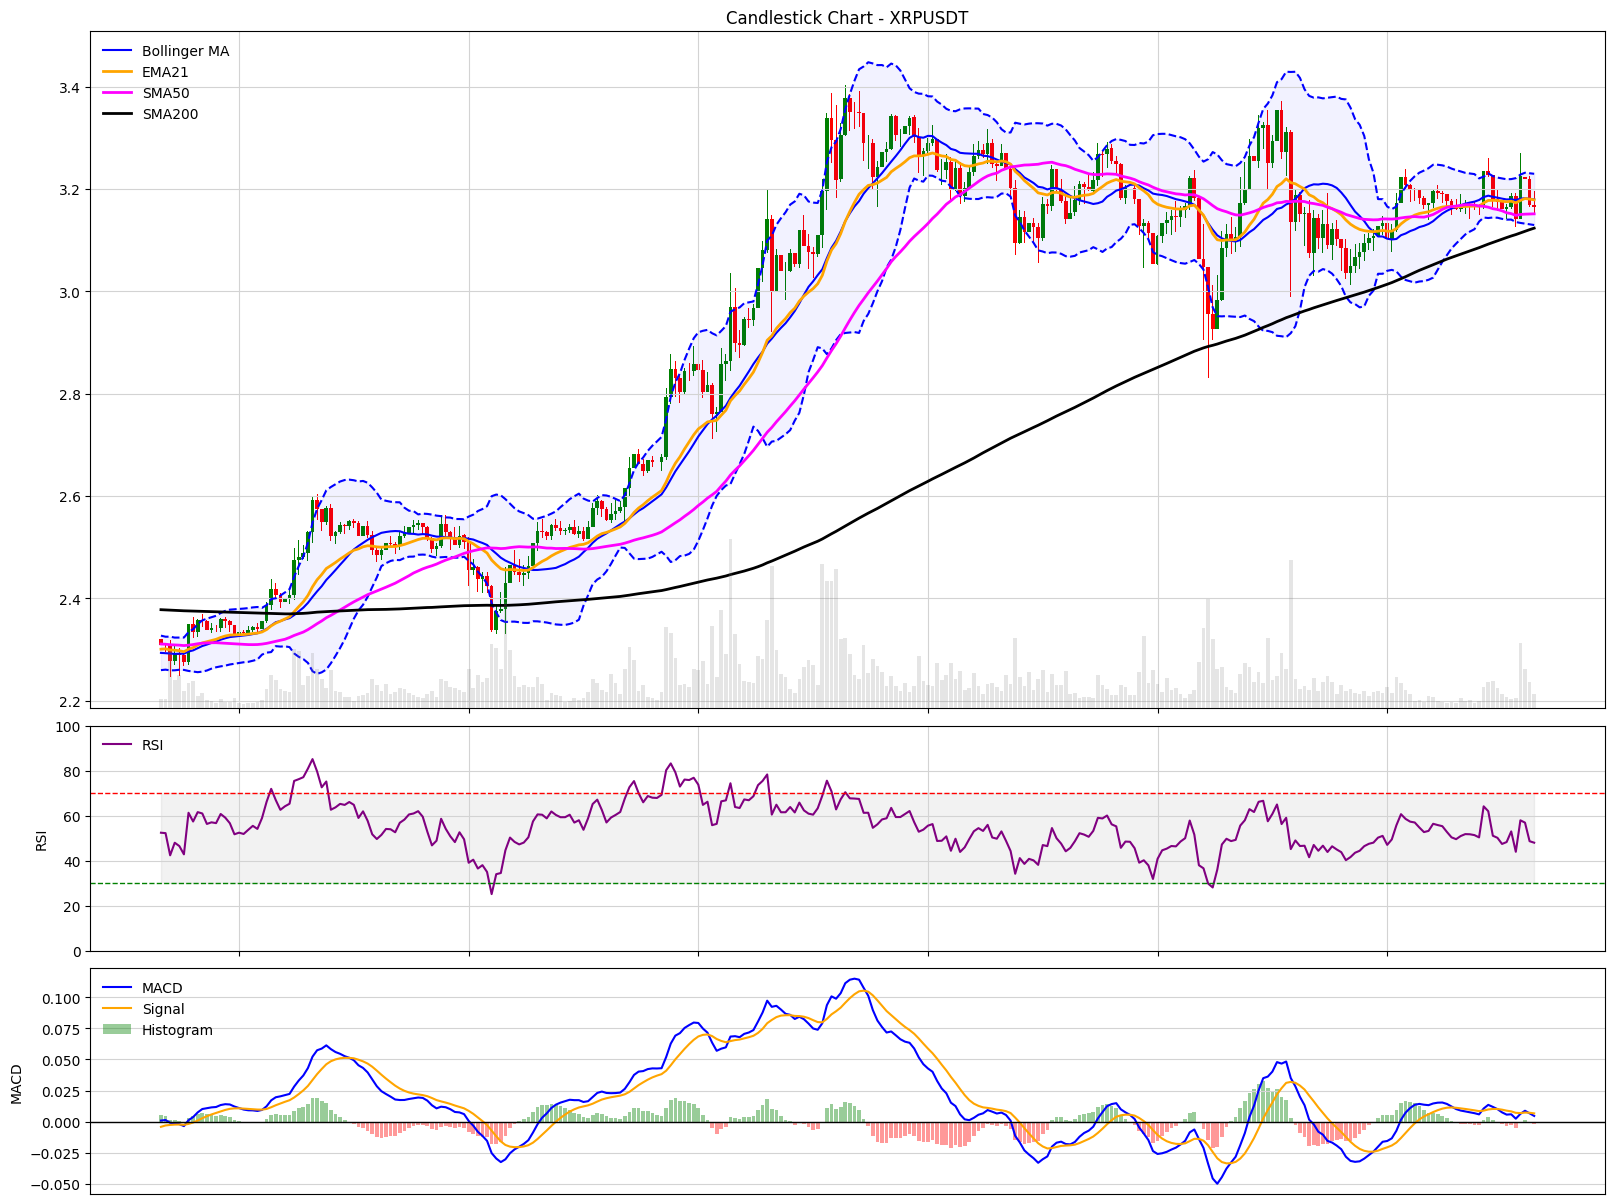 Candlestick Chart - XRPUSDT
Bollinger MA
EMA21
SMA50
SMA200
3.4
3.2
3.0
2.8
2.6
2.4
2.2
RSI
100
80
60
40
20
0
RSI
MACD
Signal
Histogram
0.100
0.075
0.050
0.025
0.000
−0.025
−0.050
MACD